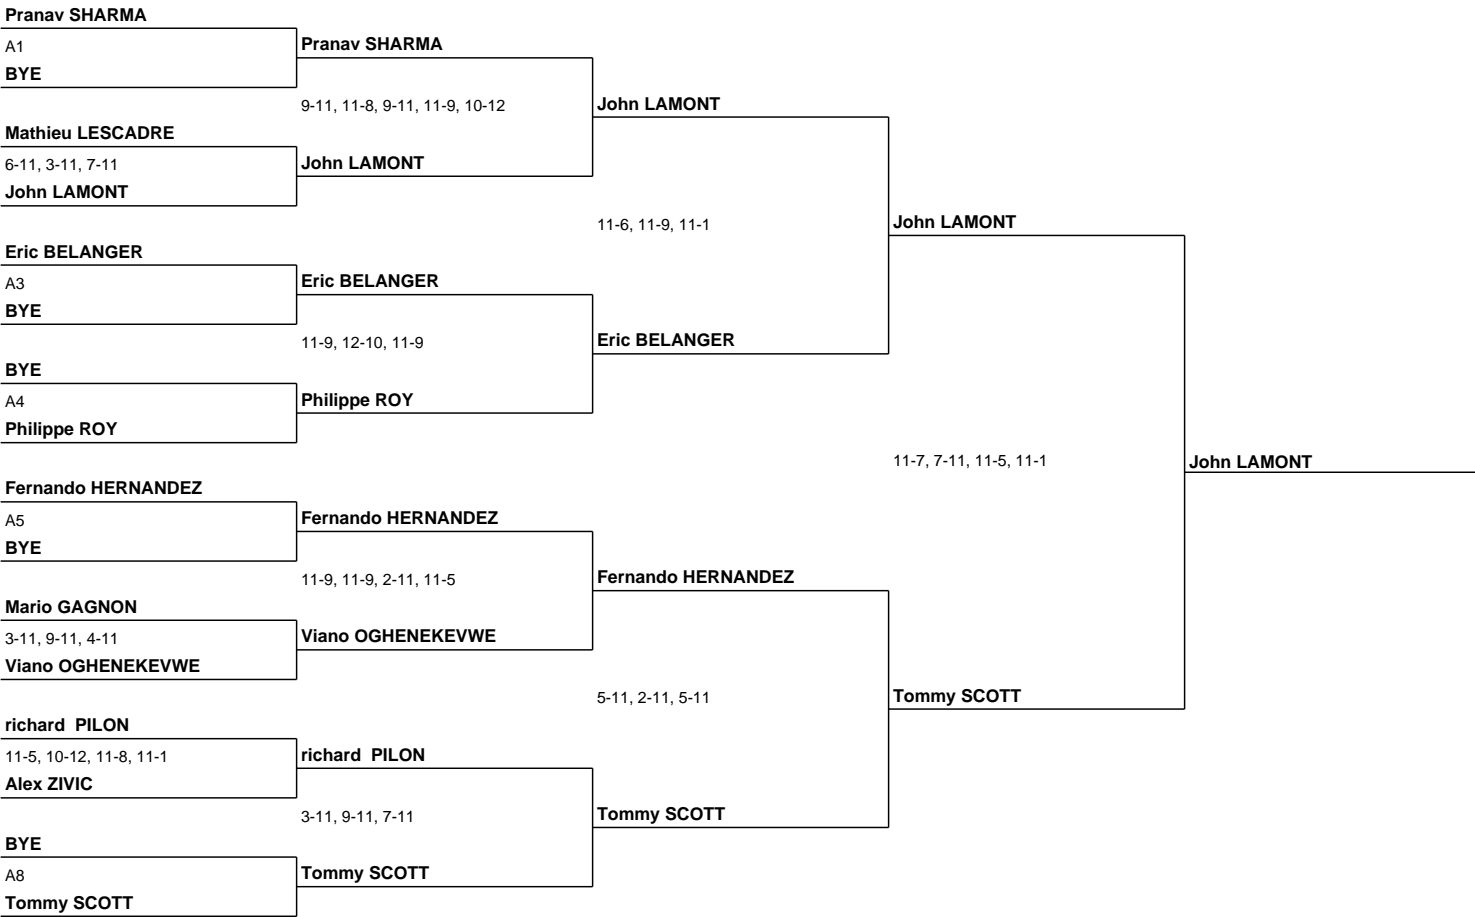 Pranav SHARMA
A1
BYE
Pranav SHARMA
9-11, 11-8, 9-11, 11-9, 10-12
Mathieu LESCADRE
6-11, 3-11, 7-11
John LAMONT
John LAMONT
John LAMONT
11-6, 11-9, 11-1
Eric BELANGER
A3
BYE
Eric BELANGER
11-9, 12-10, 11-9
BYE
A4
Philippe ROY
Philippe ROY
Eric BELANGER
John LAMONT
11-7, 7-11, 11-5, 11-1
John LAMONT
Fernando HERNANDEZ
A5
BYE
Fernando HERNANDEZ
11-9, 11-9, 2-11, 11-5
Mario GAGNON
3-11, 9-11, 4-11
Viano OGHENEKEVWE
Viano OGHENEKEVWE
Fernando HERNANDEZ
5-11, 2-11, 5-11
Tommy SCOTT
richard  PILON
11-5, 10-12, 11-8, 11-1
Alex ZIVIC
richard  PILON
3-11, 9-11, 7-11
Tommy SCOTT
BYE
A8
Tommy SCOTT
Tommy SCOTT